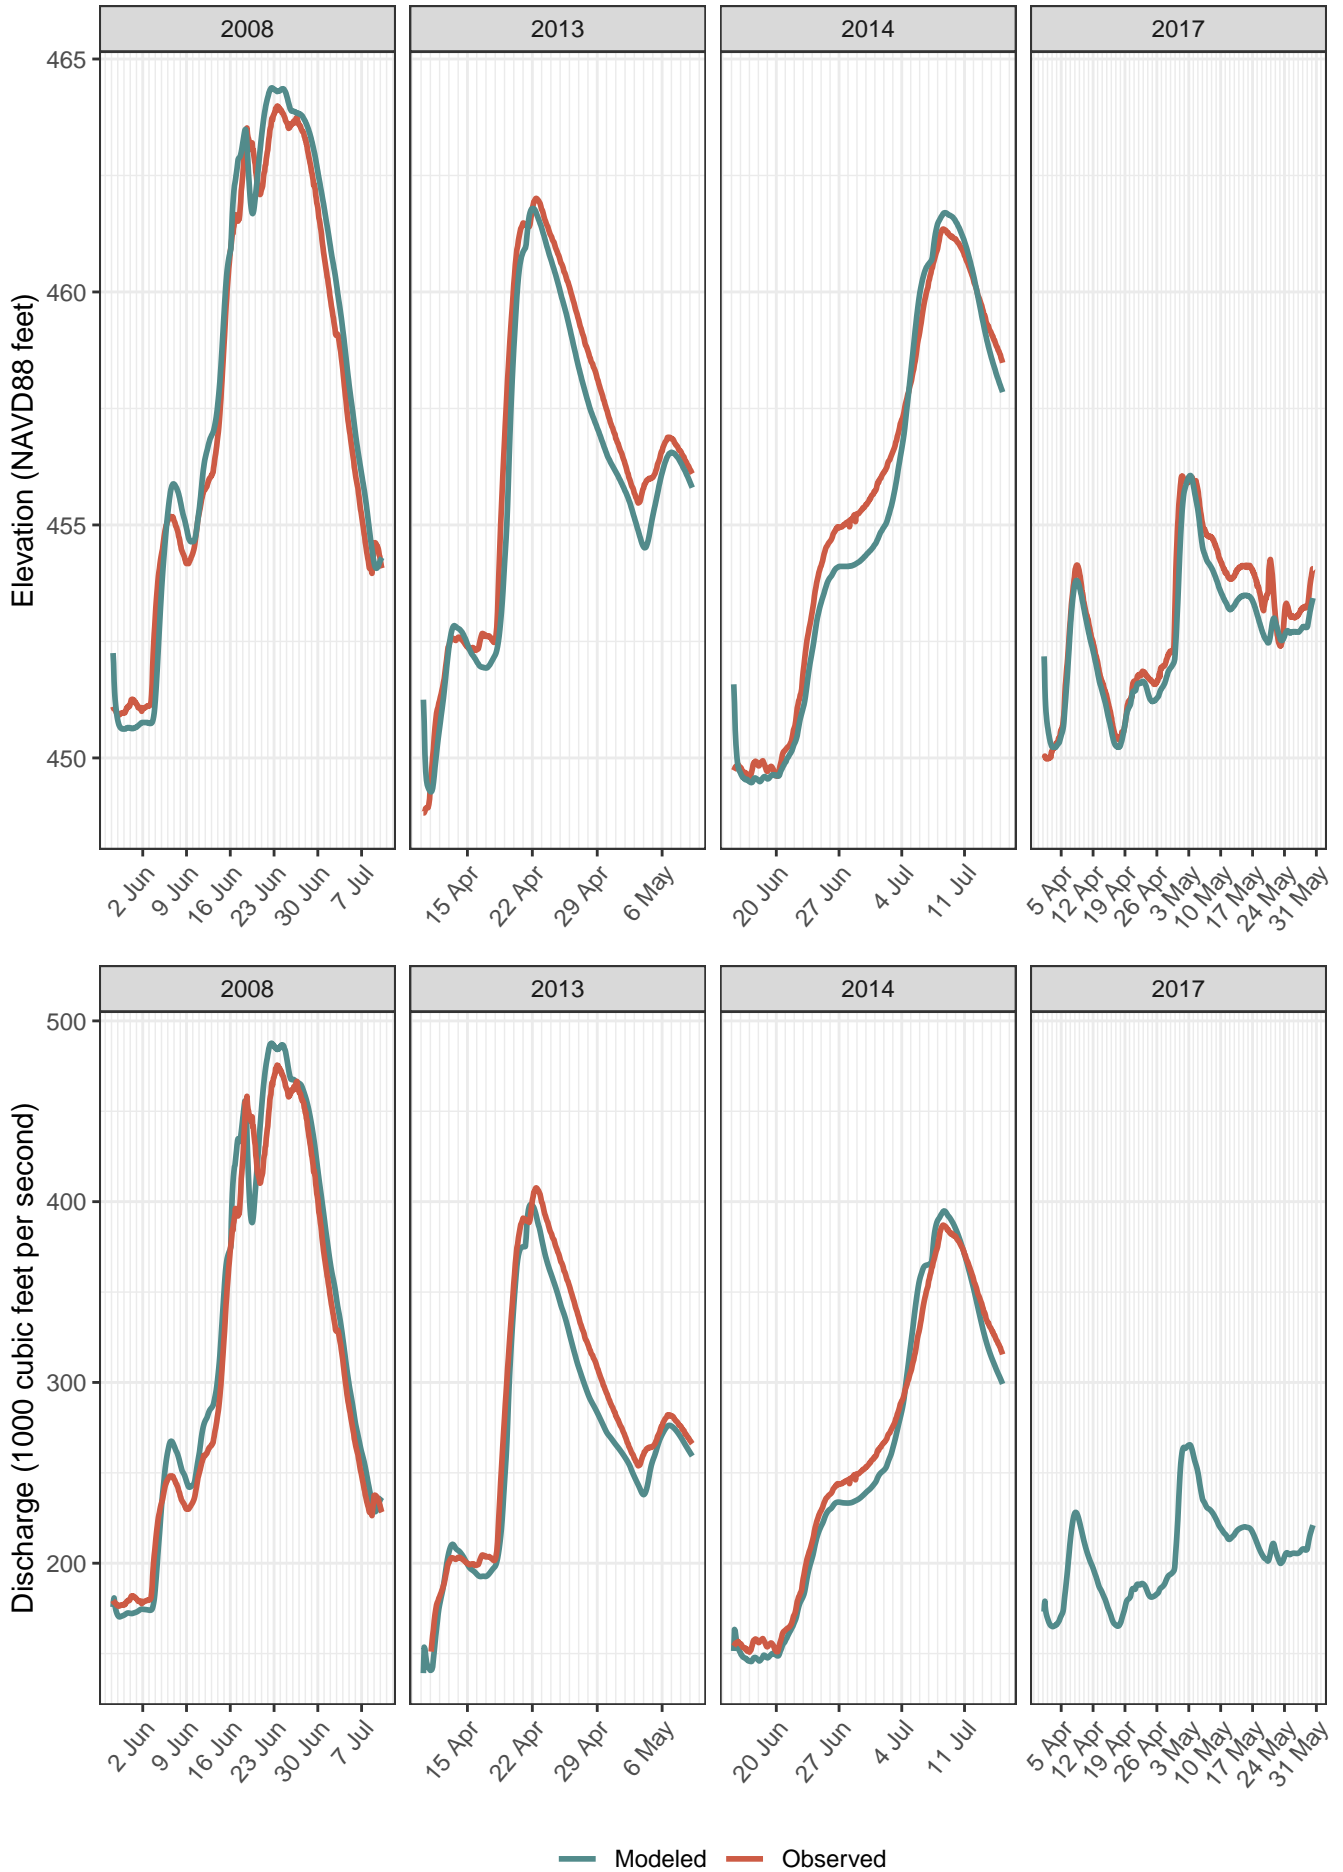 2008 2013 2014 2017
Elevation (NAVD88 feet)
465
460
455
450
2 Jun 9 Jun 16 Jun 23 Jun 30 Jun 7 Jul 15 Apr 22 Apr 29 Apr 6 May 20 Jun 27 Jun 4 Jul 11 Jul 5 Apr 12 Apr 19 Apr 26 Apr 3 May 10 May 17 May 24 May 31 May
2008 2013 2014 2017
Discharge (1000 cubic feet per second)
500
400
300
200
2 Jun 9 Jun 16 Jun 23 Jun 30 Jun 7 Jul 15 Apr 22 Apr 29 Apr 6 May 20 Jun 27 Jun 4 Jul 11 Jul 5 Apr 12 Apr 19 Apr 26 Apr 3 May 10 May 17 May 24 May 31 May
Modeled Observed